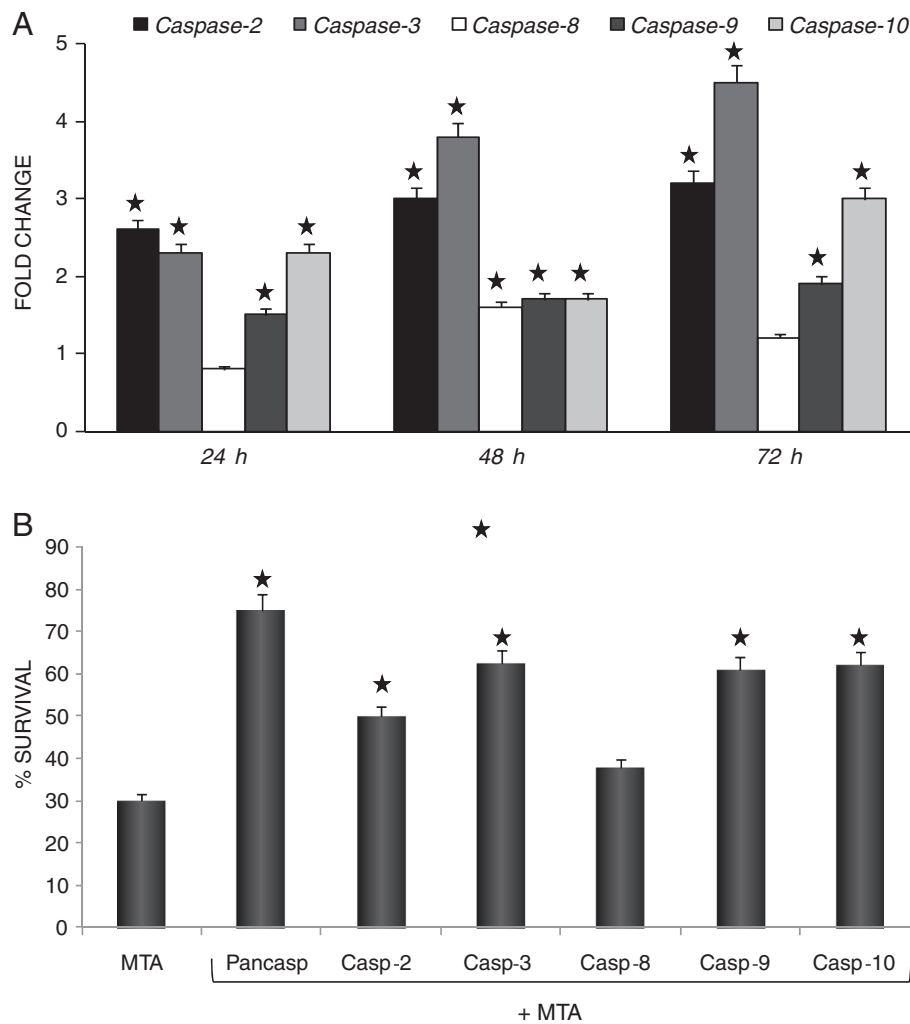 A
Caspase-2 Caspase-3 Caspase-8 Caspase-9 Caspase-10
5
4
3
2
1
0
FOLD CHANGE
24 h 48 h 72 h
B
90
80
70
60
50
40
30
20
10
0
% SURVIVAL
MTA Pancasp Casp-2 Casp-3 Casp-8 Casp-9 Casp-10
+ MTA